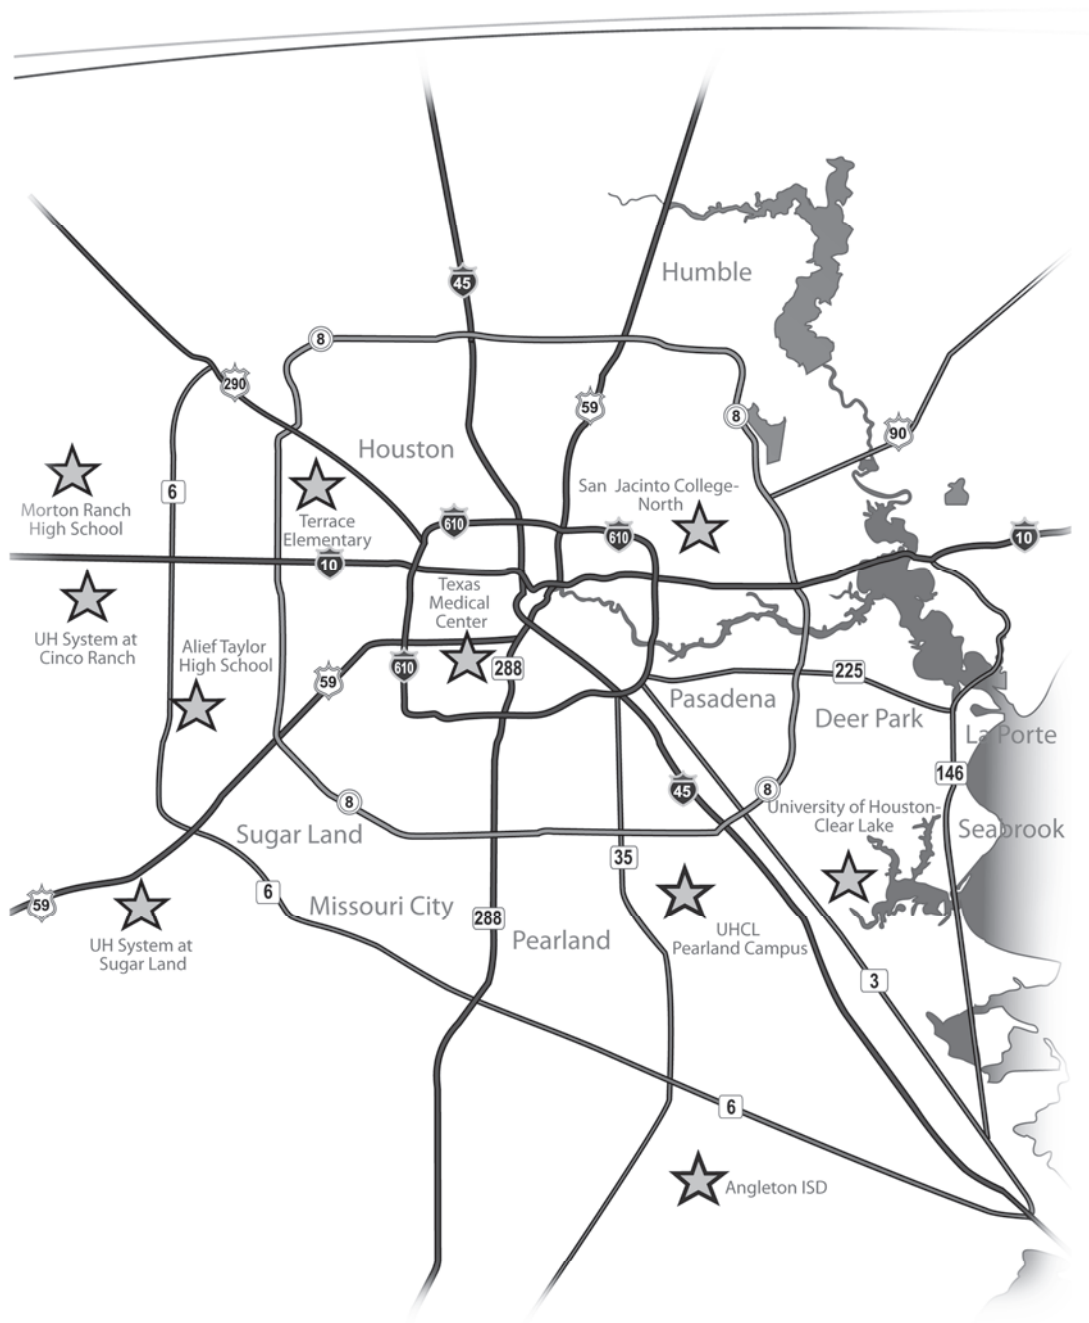 45
Humble
8
290
59
8
90
Houston
6
Morton Ranch
High School
Terrace
Elementary
San Jacinto College-
North
610
610
10
10
Texas
Medical
Center
UH System at
Cinco Ranch
Alief Taylor
High School
59
610
288
225
Pasadena
Deer Park
La Porte
146
45
8
8
University of Houston-
Clear Lake
Seabrook
Sugar Land
35
59
6
Missouri City
288
Pearland
UHCL
Pearland Campus
UH System at
Sugar Land
3
6
Angleton ISD